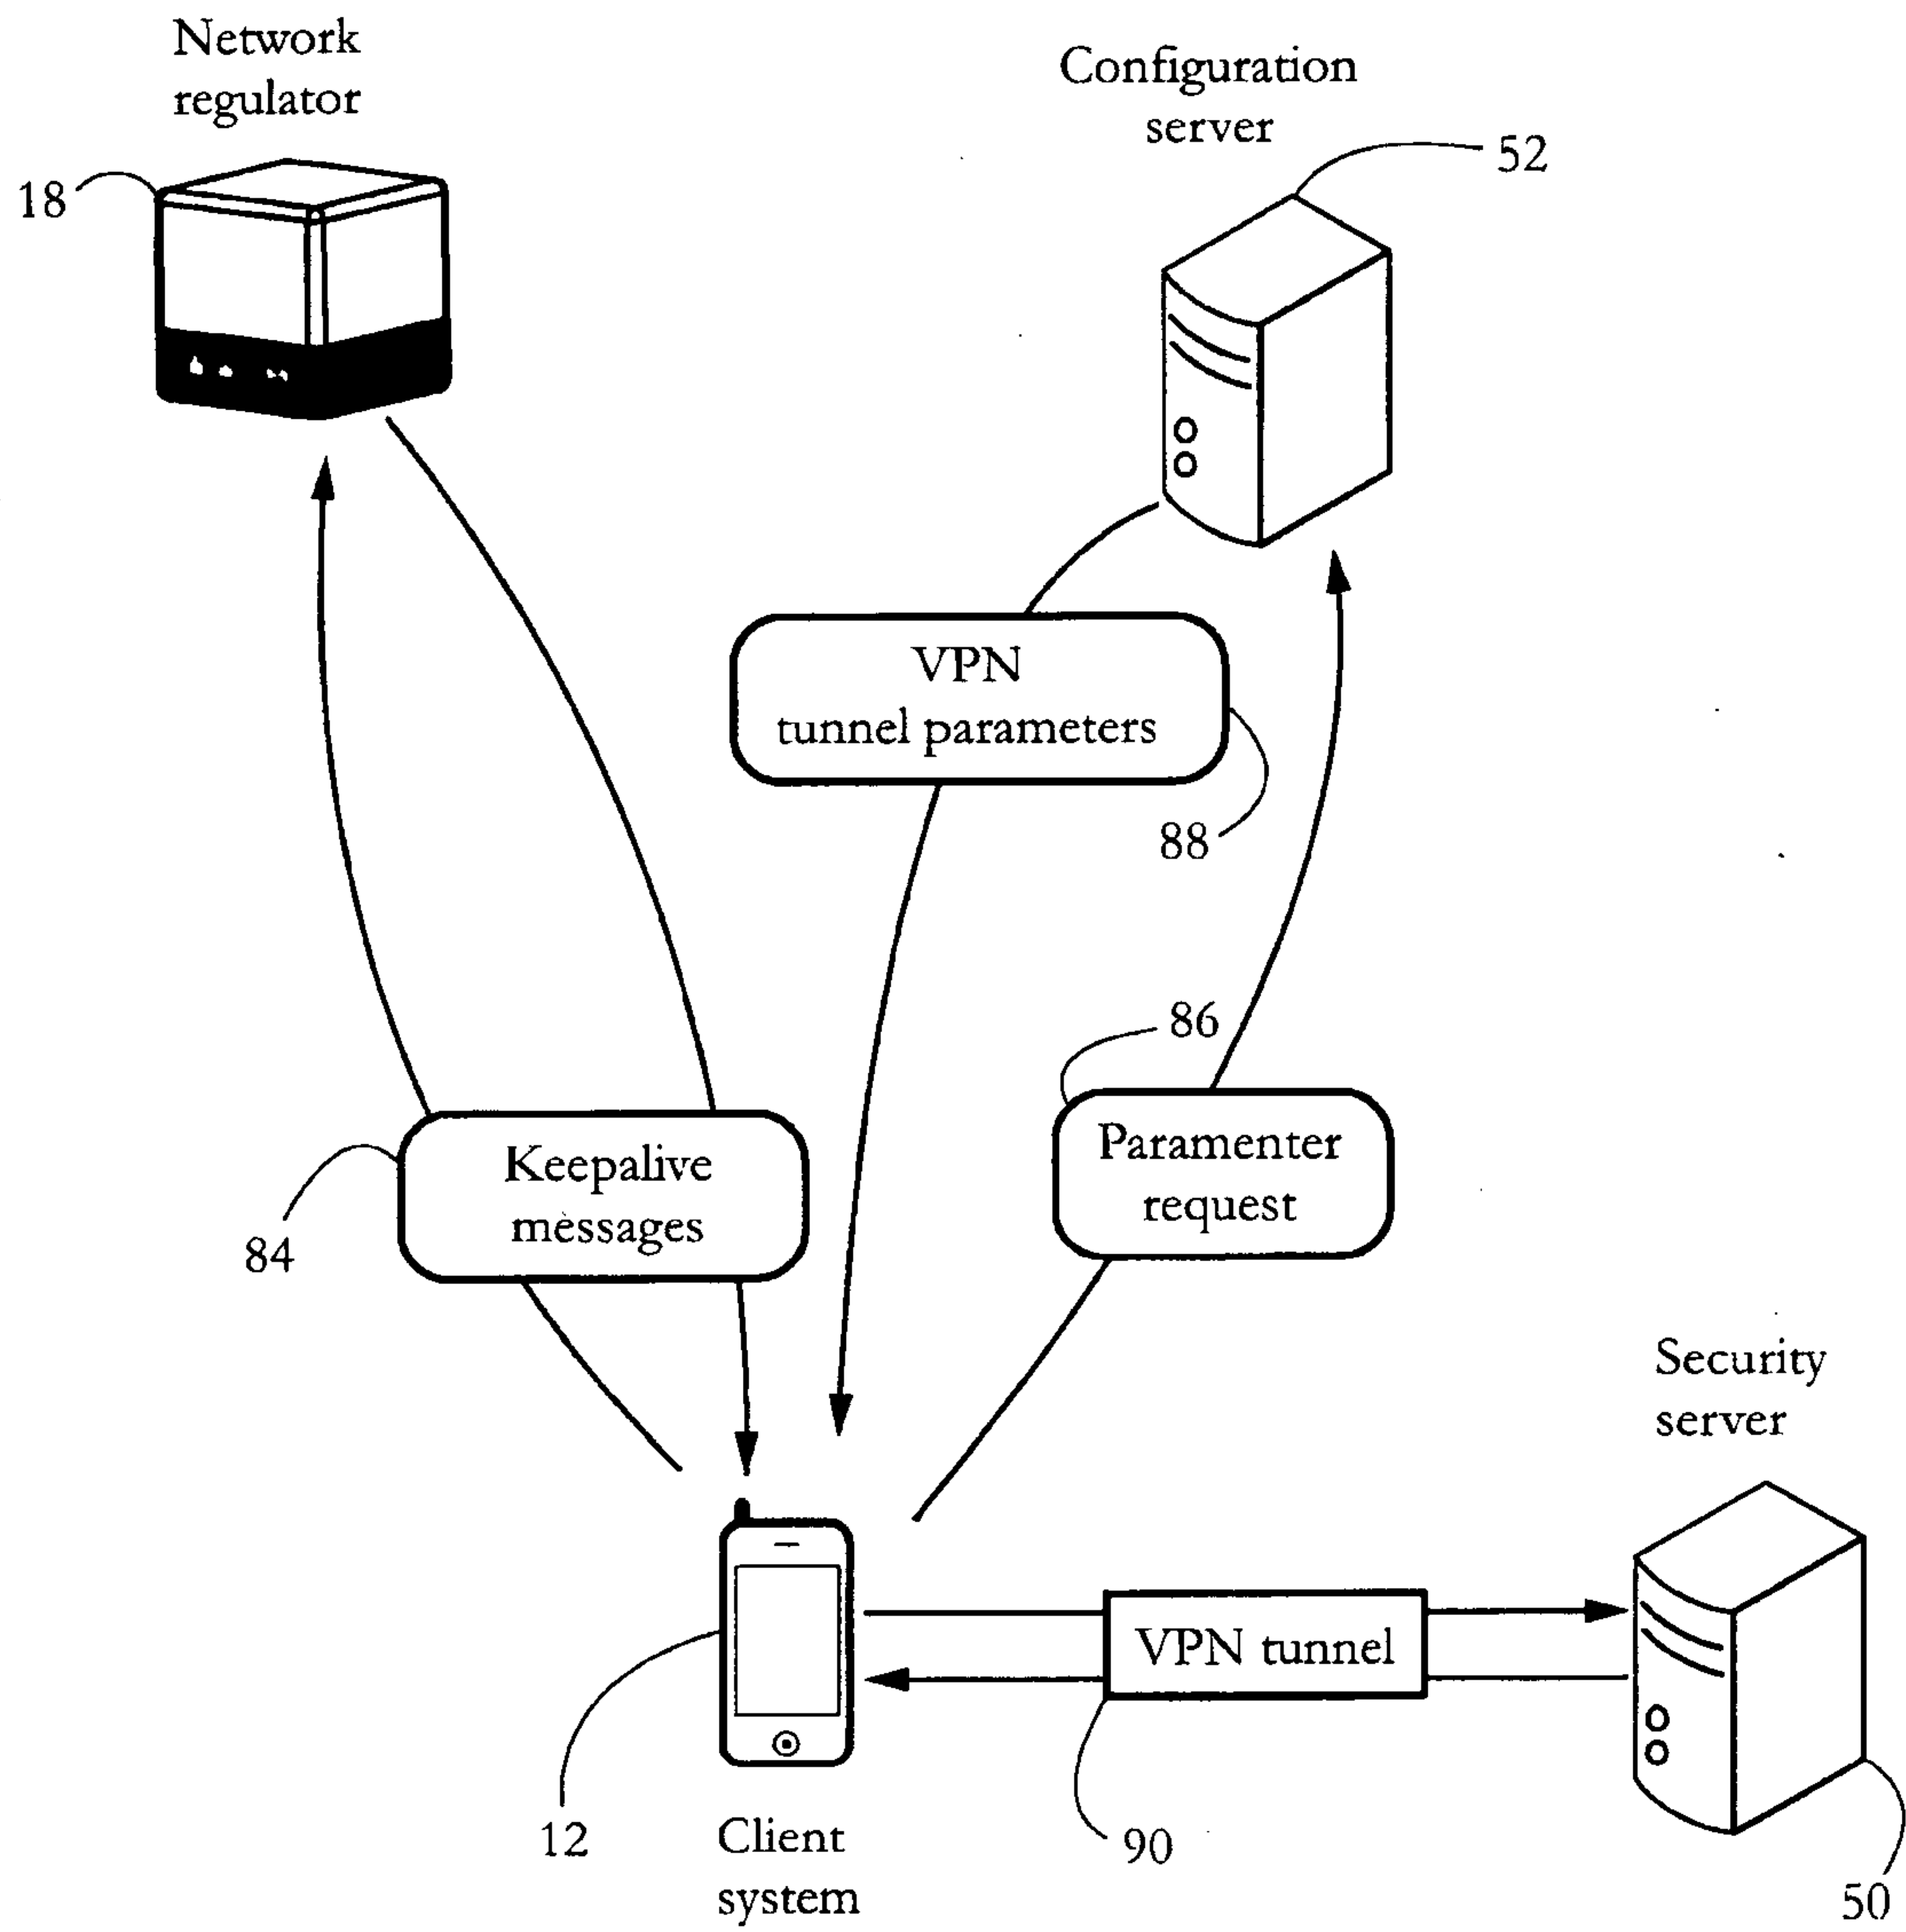 Network
regulator
18
Configuration
server
52
VPN
tunnel parameters
88
86
Paramenter
request
Keepalive
messages
84
Security
server
VPN tunnel
12
Client
system
90
50